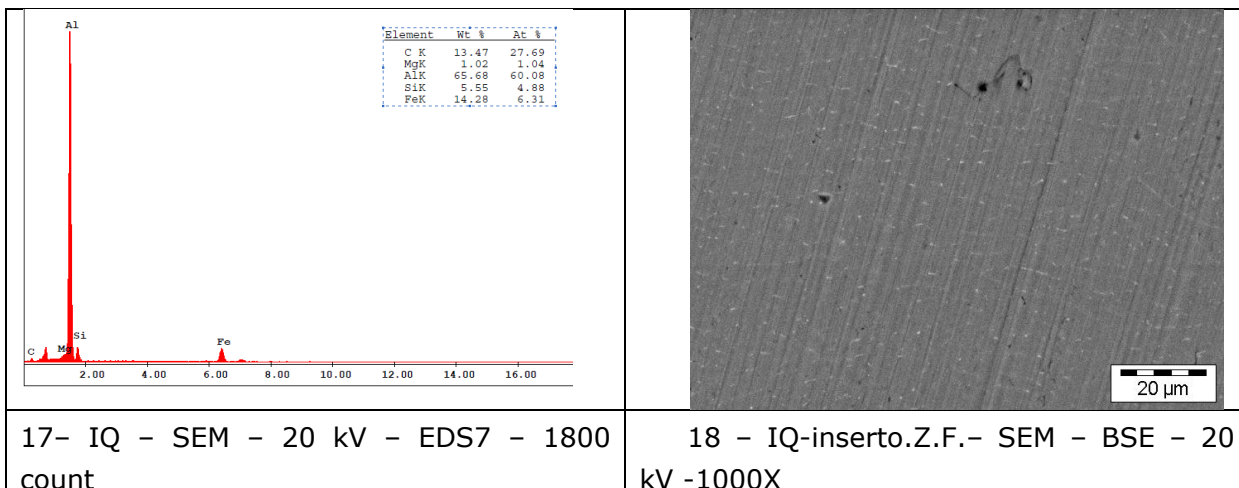 Al
Element Wt % At %
C K 13.47 27.69
MgK 1.02 1.04
AlK 65.68 60.08
SiK 5.55 4.88
FeK 14.28 6.31
C Mg Si Fe
2.00 4.00 6.00 8.00 10.00 12.00 14.00 16.00
20 µm
17– IQ – SEM – 20 kV – EDS7 – 1800
count
18 – IQ-inserto.Z.F.– SEM – BSE – 20
kV -1000X